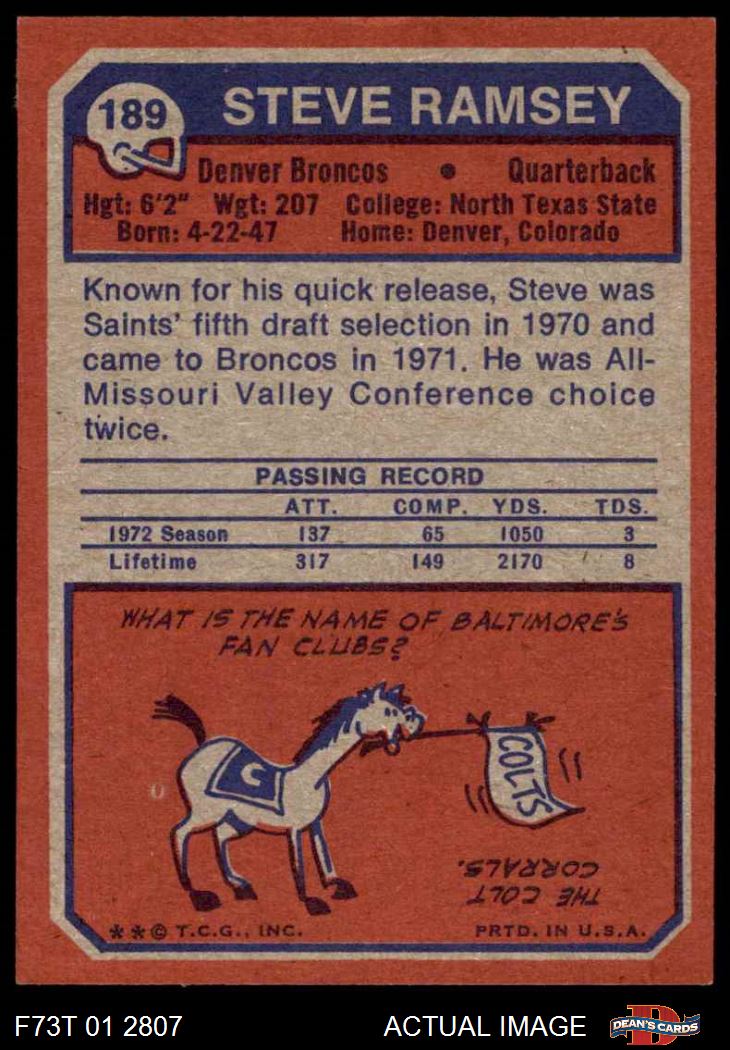 189
STEVE RAMSEY
Denver Broncos • Quarterback
Hgt: 6'2" Wgt: 207 College: North Texas State
Born: 4-22-47 Home: Denver, Colorado
Known for his quick release, Steve was
Saints' fifth draft selection in 1970 and
came to Broncos in 1971. He was All-
Missouri Valley Conference choice
twice.
PASSING RECORD
ATT. COMP. YDS. TDS.
1972 Season 137 65 1050 3
Lifetime 317 149 2170 8
WHAT IS THE NAME OF BALTIMORE'S
FAN CLUBS?
C
COLTS
THE COLT
CORRALS.
**© T.C.G., INC. PRTD. IN U.S.A.
F73T 01 2807 ACTUAL IMAGE
D
DEAN'S CARDS